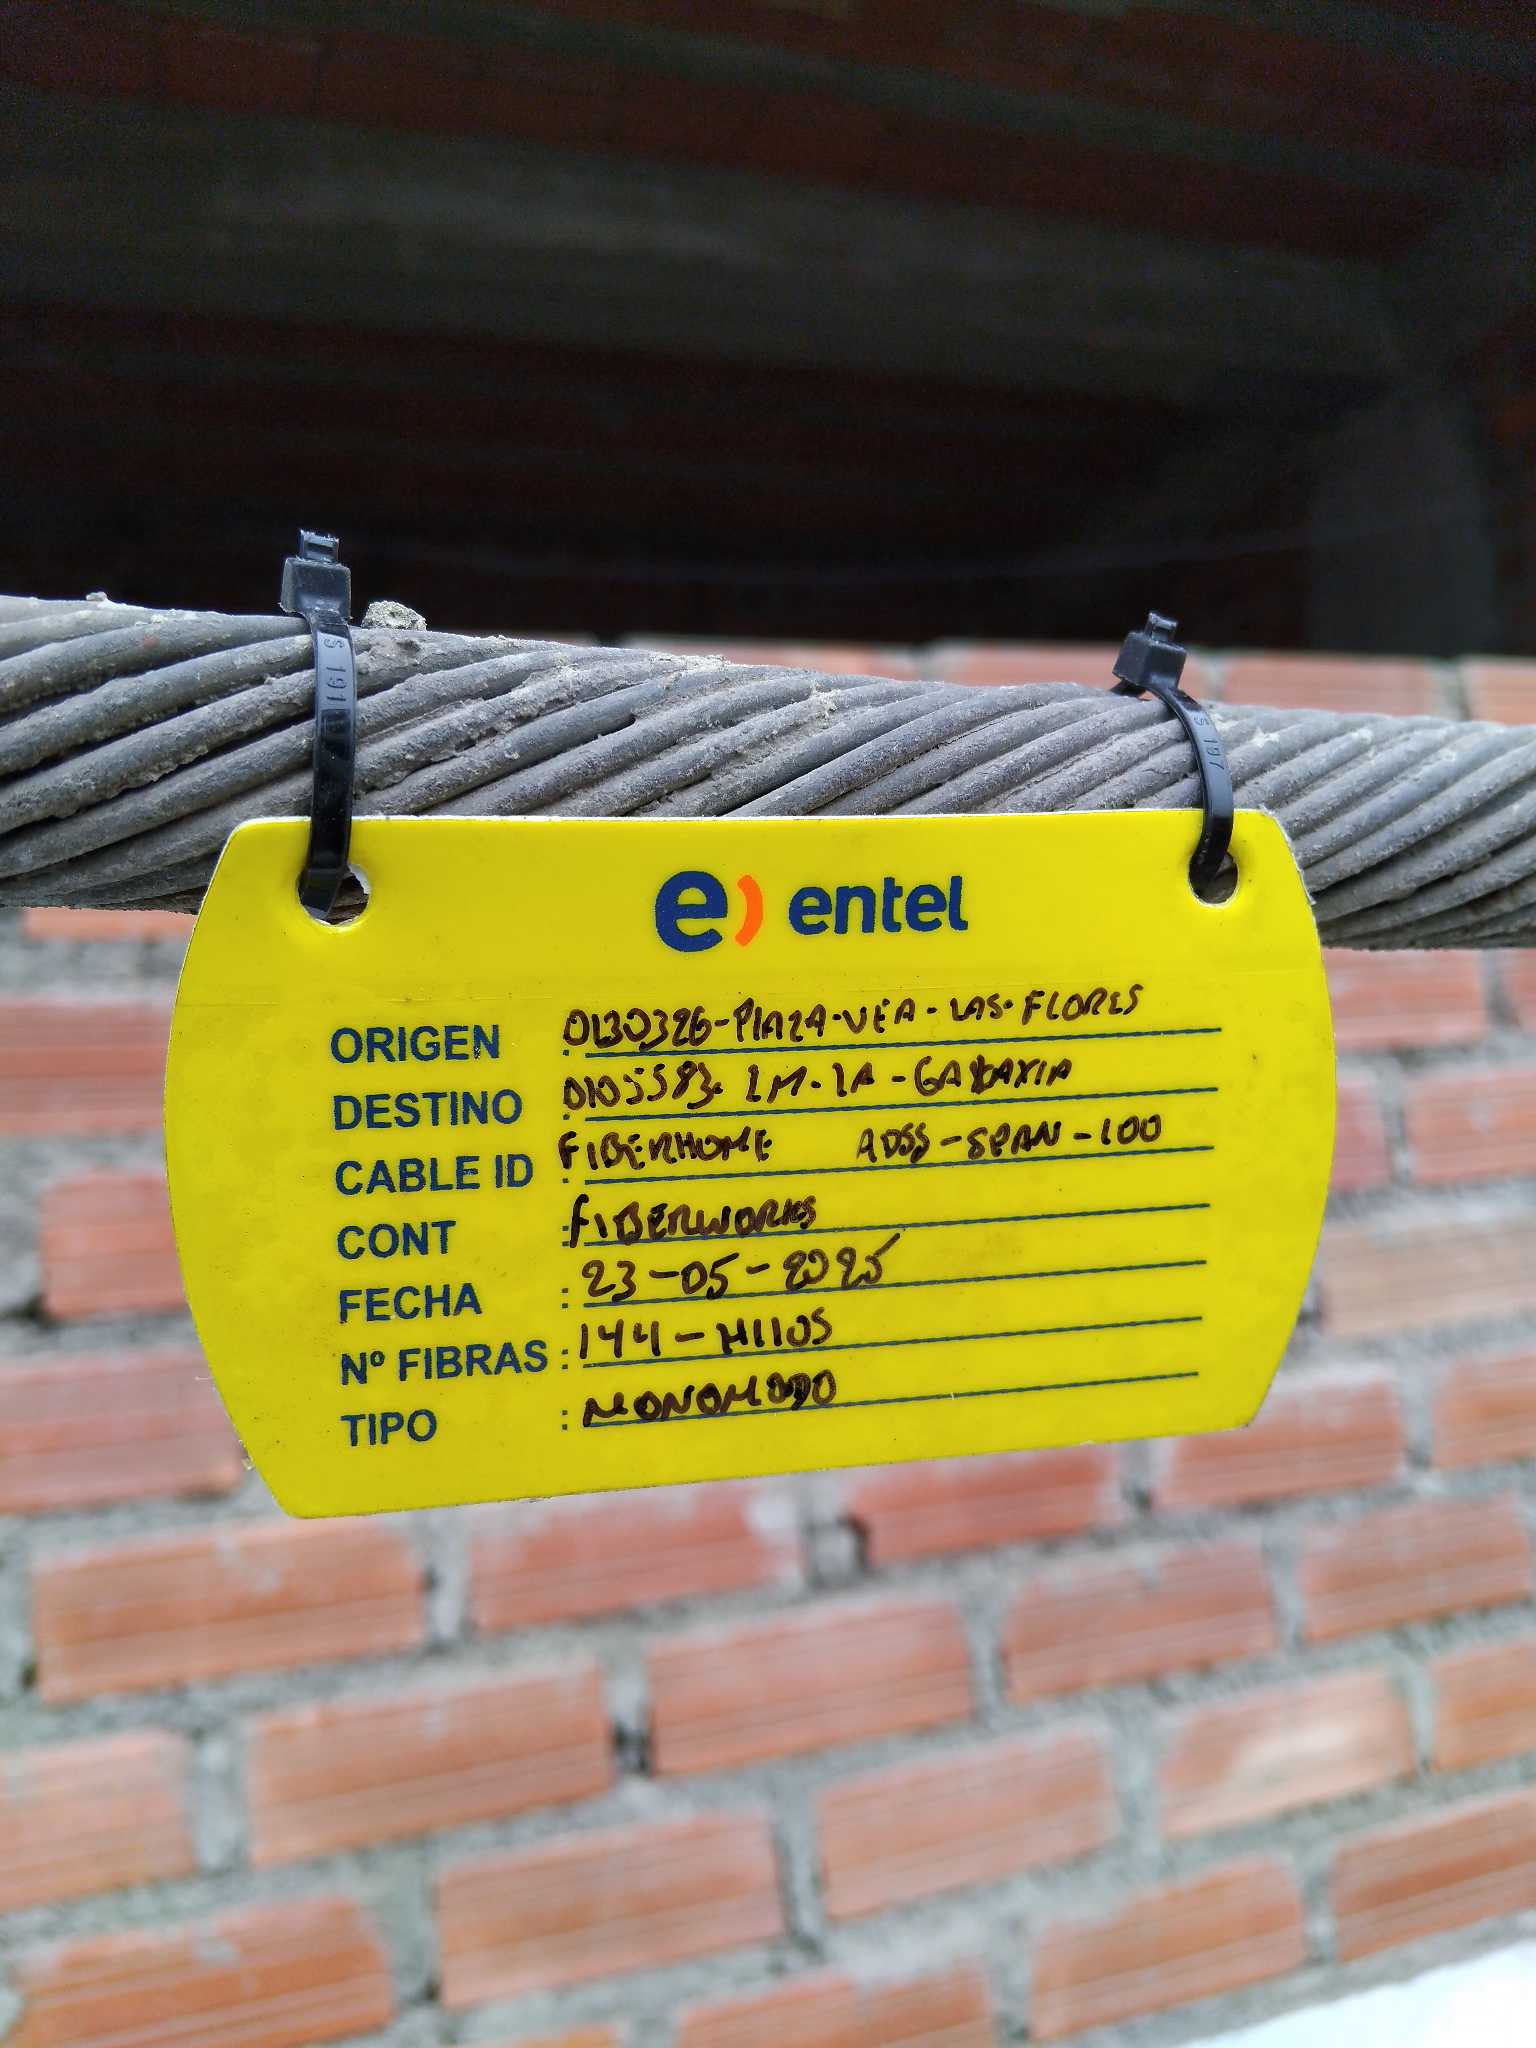 e) entel
ORIGEN : 0130326-PLAZA-VEA-LAS-FLORES
DESTINO : 0105583. LM-LA-GALAXIA
CABLE ID : FIBERHOME ADSS-SPAN-100
CONT : FIBERWORKS
FECHA : 23-05-2025
Nº FIBRAS : 144-HILOS
TIPO : MONOMODO